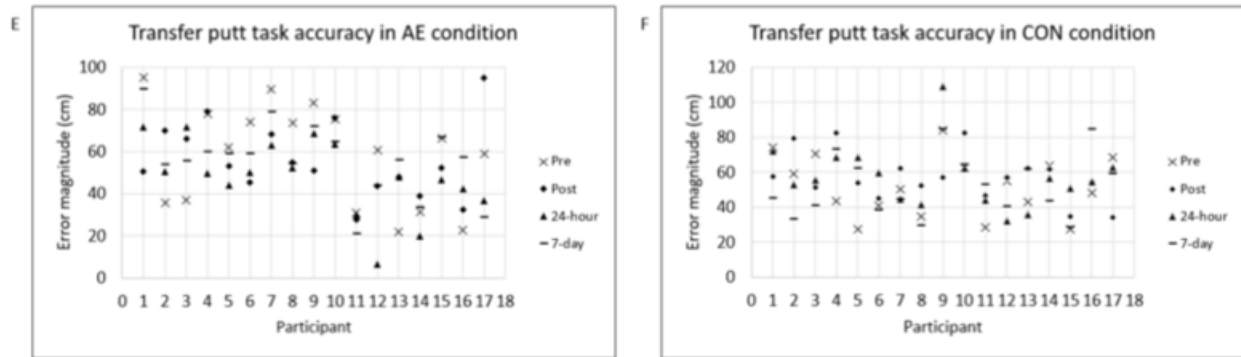 E
Transfer putt task accuracy in AE condition
Error magnitude (cm)
100
80
60
40
20
0
0 1 2 3 4 5 6 7 8 9 10 11 12 13 14 15 16 17 18
Participant
Pre
Post
24-hour
7-day
F
Transfer putt task accuracy in CON condition
Error magnitude (cm)
120
100
80
60
40
20
0
0 1 2 3 4 5 6 7 8 9 10 11 12 13 14 15 16 17 18
Participant
Pre
Post
24-hour
7-day